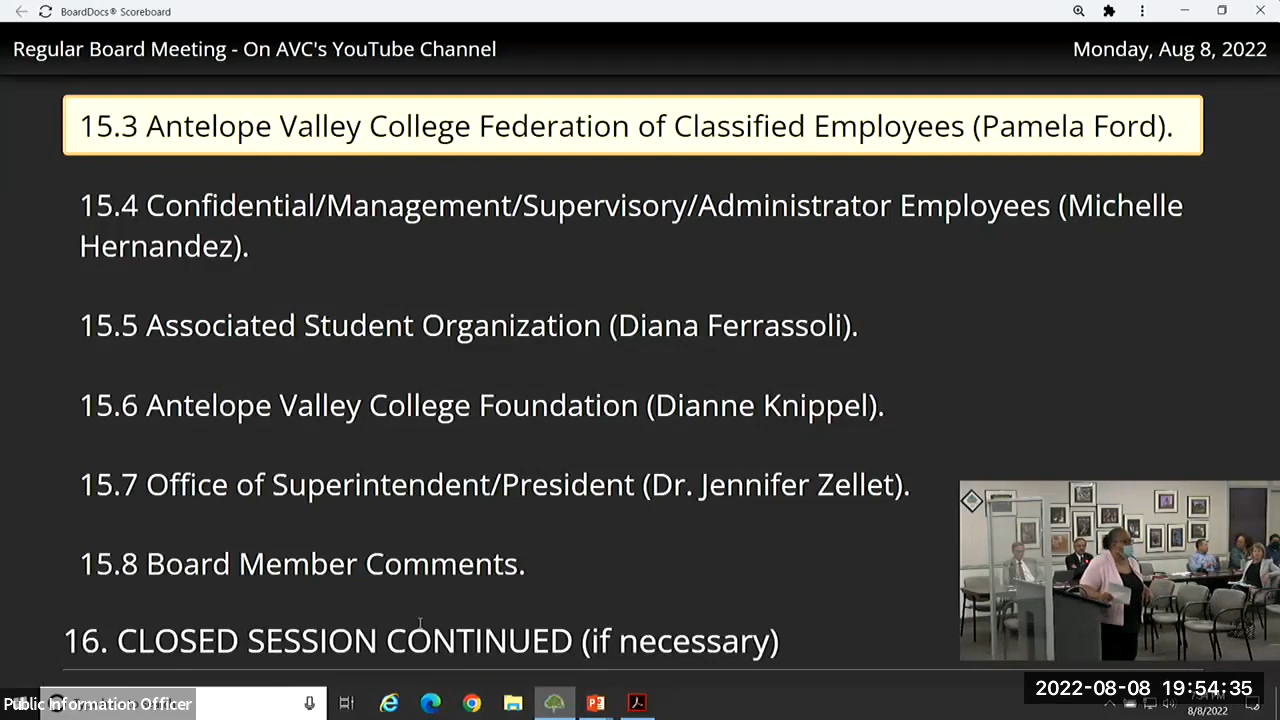 BoardDocs® Scoreboard
Regular Board Meeting - On AVC's YouTube Channel
Monday, Aug 8, 2022
15.3 Antelope Valley College Federation of Classified Employees (Pamela Ford).
15.4 Confidential/Management/Supervisory/Administrator Employees (Michelle
Hernandez).
15.5 Associated Student Organization (Diana Ferrassoli).
15.6 Antelope Valley College Foundation (Dianne Knippel).
15.7 Office of Superintendent/President (Dr. Jennifer Zellet).
15.8 Board Member Comments.
16. CLOSED SESSION CONTINUED (if necessary)
Public Information Officer
2022-08-08 19:54:35
8/8/2022